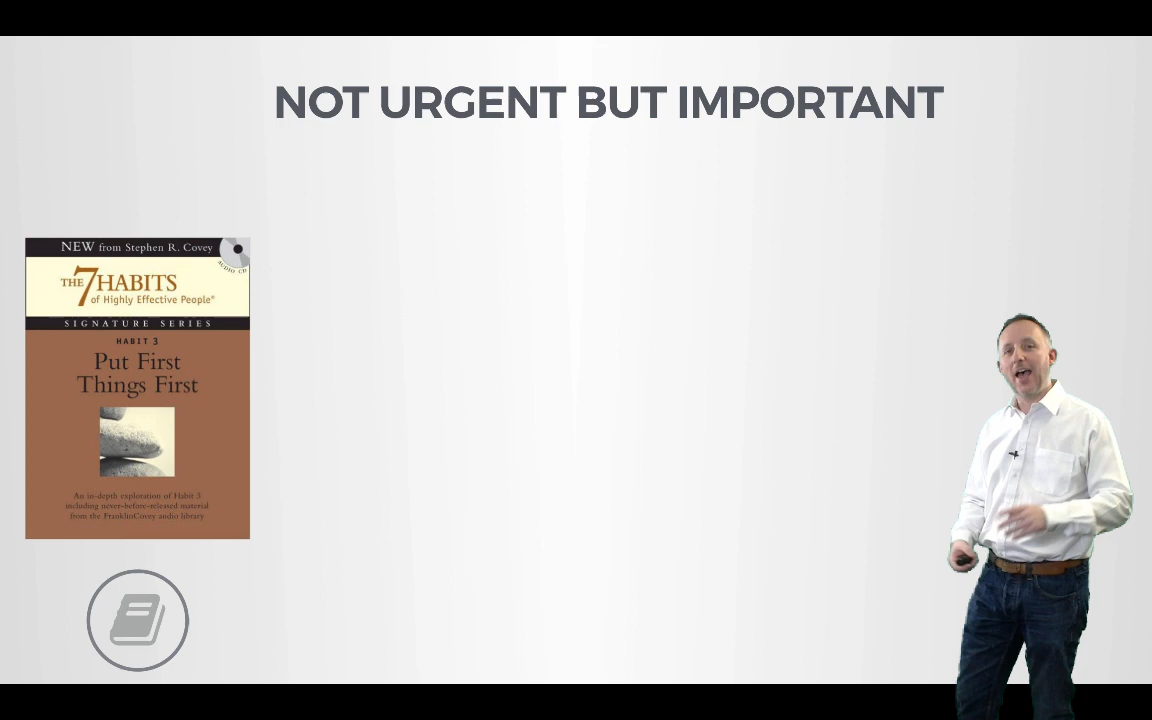 NOT URGENT BUT IMPORTANT
NEW from Stephen R. Covey
AUDIO CD
THE 7 HABITS
of Highly Effective People®
SIGNATURE SERIES
HABIT 3
Put First
Things First
An in-depth exploration of Habit 3
including never-before-released material
from the FranklinCovey audio library